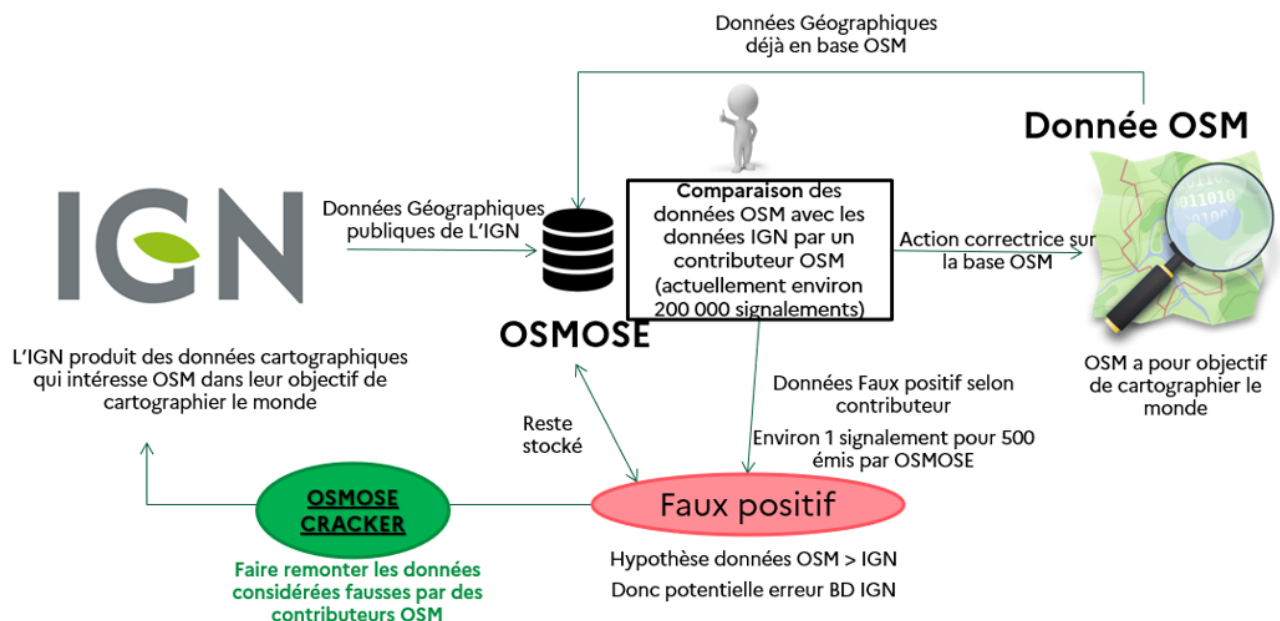 Données Géographiques
déjà en base OSM
Donnée OSM
IGN
Données Géographiques
publiques de L'IGN
OSMOSE
Comparaison des
données OSM avec les
données IGN par un
contributeur OSM
(actuellement environ
200 000 signalements)
Action correctrice sur
la base OSM
L'IGN produit des données cartographiques
qui intéresse OSM dans leur objectif de
cartographier le monde
OSM a pour objectif
de cartographier le
monde
Reste
stocké
Données Faux positif selon
contributeur
Environ 1 signalement pour 500
émis par OSMOSE
OSMOSE
CRACKER
Faux positif
Faire remonter les données
considérées fausses par des
contributeurs OSM
Hypothèse données OSM > IGN
Donc potentielle erreur BD IGN